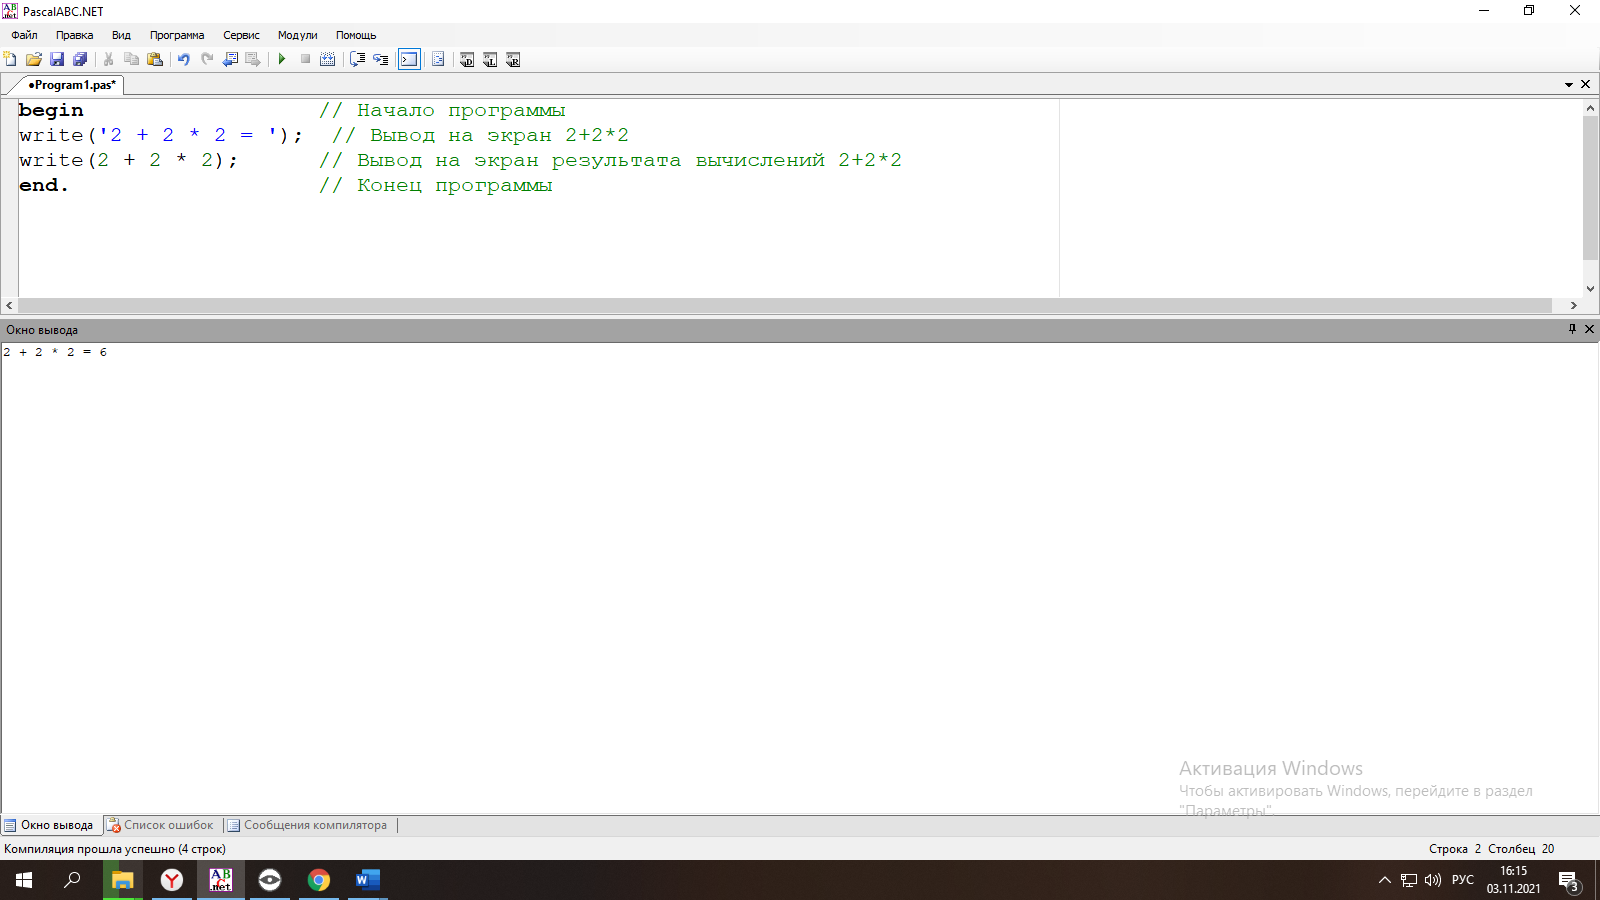 PascalABC.NET
Файл Правка Вид Программа Сервис Модули Помощь
•Program1.pas*
begin // Начало программы
write('2 + 2 * 2 = '); // Вывод на экран 2+2*2
write(2 + 2 * 2); // Вывод на экран результата вычислений 2+2*2
end. // Конец программы
Окно вывода
2 + 2 * 2 = 6
Активация Windows
Чтобы активировать Windows, перейдите в раздел
"Параметры".
Окно вывода Список ошибок Сообщения компилятора
Компиляция прошла успешно (4 строк) Строка 2 Столбец 20
РУС 16:15
03.11.2021
3